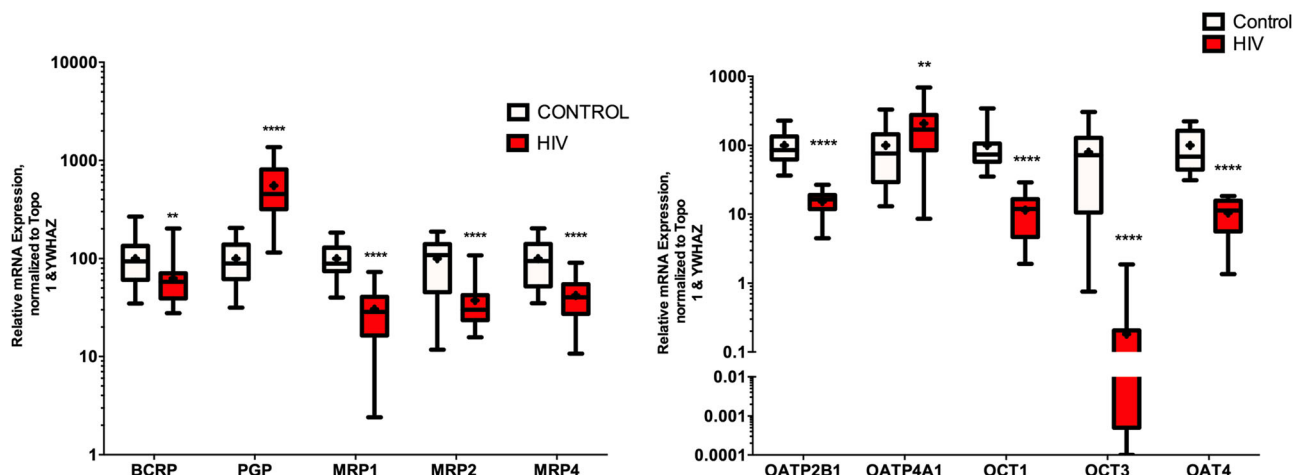 CONTROL
HIV
Relative mRNA Expression,
normalized to Topo
1 & YWHAZ
10000
1000
100
10
1
**
****
****
****
****
BCRP PGP MRP1 MRP2 MRP4
Control
HIV
Relative mRNA Expression,
normalized to Topo
1 & YWHAZ
1000
100
10
1
0.1
0.01
0.001
0.0001
****
**
****
****
****
OATP2B1 OATP4A1 OCT1 OCT3 OAT4